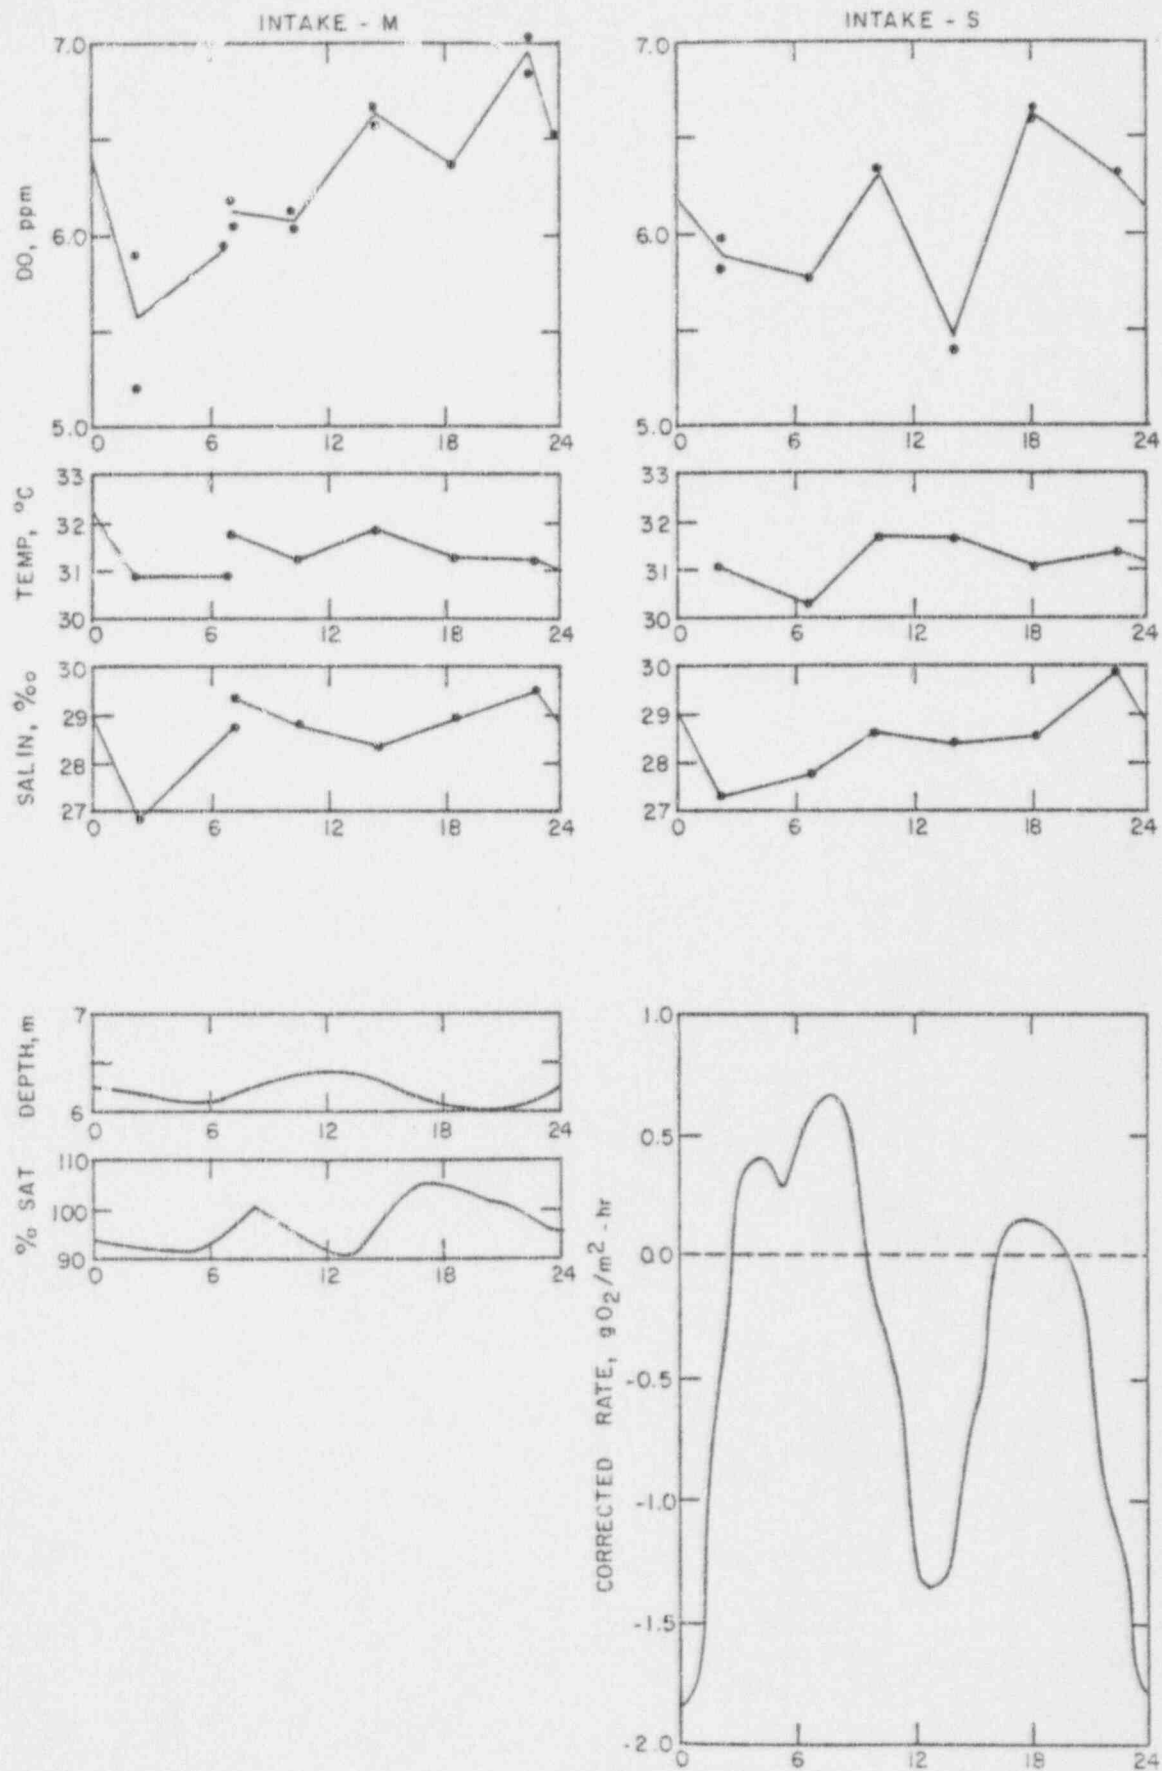 INTAKE - M
7.0
6.0
5.0
DO, ppm
0 6 12 18 24
33
32
31
30
TEMP, °C
0 6 12 18 24
30
29
28
27
SALIN, ‰
0 6 12 18 24
INTAKE - S
7.0
6.0
5.0
0 6 12 18 24
33
32
31
30
0 6 12 18 24
30
29
28
27
0 6 12 18 24
7
6
DEPTH, m
0 6 12 18 24
110
100
90
% SAT
0 6 12 18 24
1.0
0.5
0.0
-0.5
-1.0
-1.5
-2.0
CORRECTED RATE, gO₂/m²-hr
0 6 12 18 24